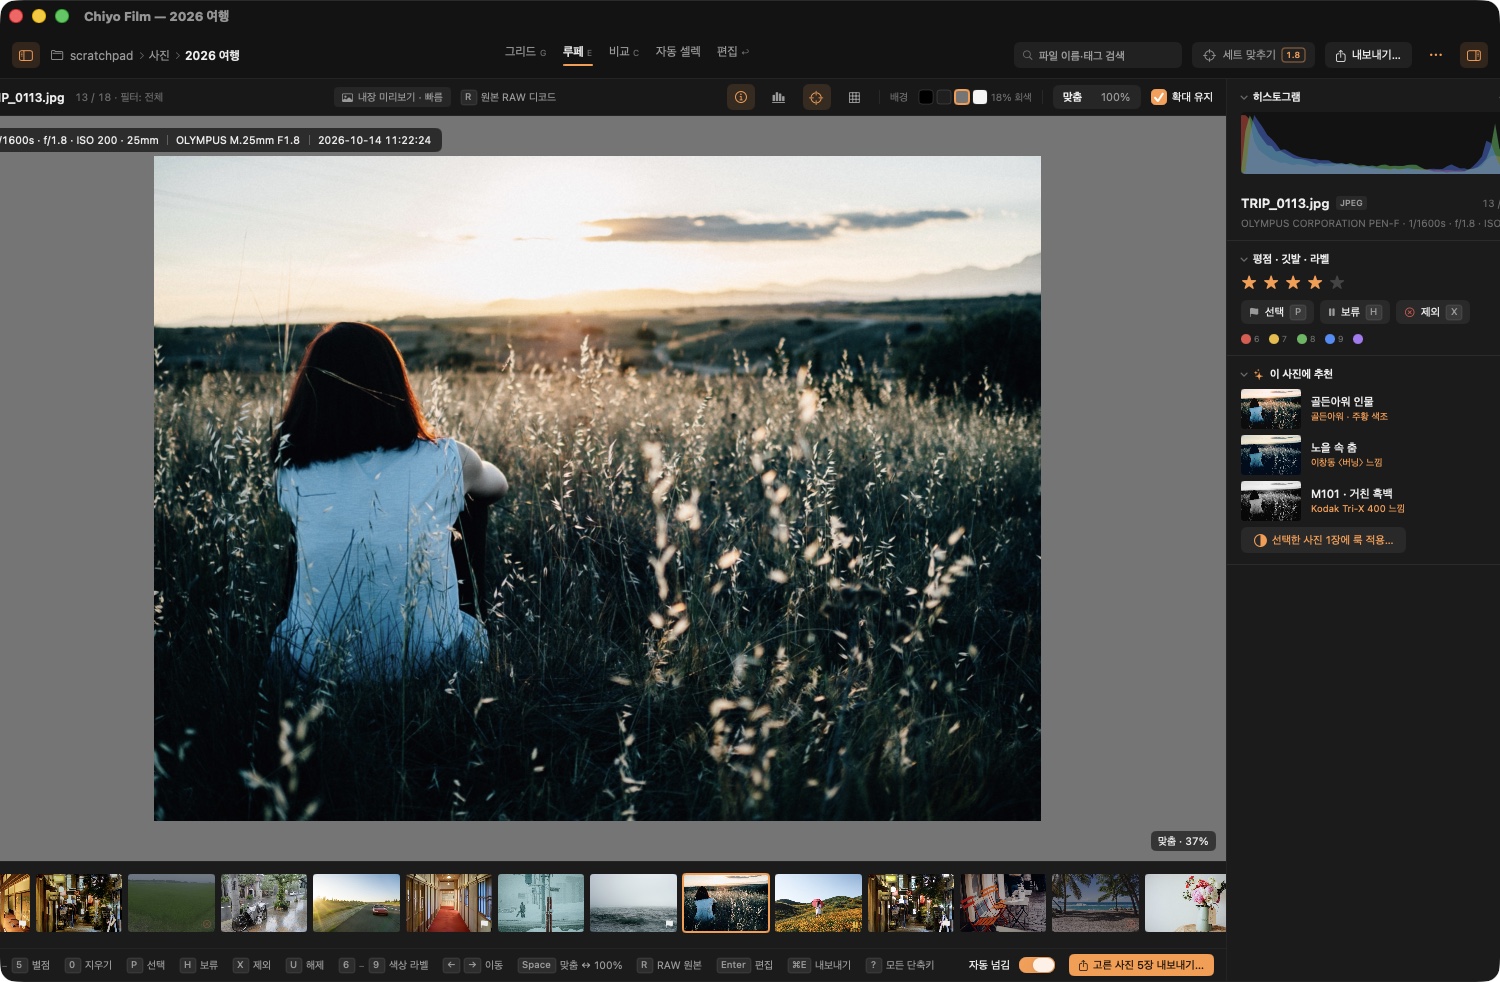 Chiyo Film — 2026 여행
scratchpad > 사진 > 2026 여행
그리드 G 루페 E 비교 C 자동 셀렉 편집 ↩
파일 이름·태그 검색
세트 맞추기 1.8
내보내기...
IP_0113.jpg 13 / 18 · 필터: 전체
내장 미리보기 · 빠름
R 원본 RAW 디코드
배경 18% 회색
맞춤 100%
확대 유지
/1600s · f/1.8 · ISO 200 · 25mm | OLYMPUS M.25mm F1.8 | 2026-10-14 11:22:24
맞춤 · 37%
히스토그램
TRIP_0113.jpg JPEG 13 /
OLYMPUS CORPORATION PEN-F · 1/1600s · f/1.8 · ISO
평점 · 깃발 · 라벨
선택 P 보류 H 제외 X
6 7 8 9
이 사진에 추천
골든아워 인물
골든아워 · 주황 색조
노을 속 춤
이창동 〈버닝〉 느낌
M101 · 거친 흑백
Kodak Tri-X 400 느낌
선택한 사진 1장에 룩 적용...
– 5 별점 0 지우기 P 선택 H 보류 X 제외 U 해제 6 – 9 색상 라벨 ← → 이동 Space 맞춤 ↔ 100% R RAW 원본 Enter 편집 ⌘E 내보내기 ? 모든 단축키
자동 넘김
고른 사진 5장 내보내기...